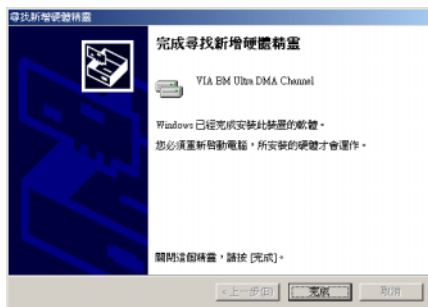 尋找新增硬體精靈
完成尋找新增硬體精靈
VIA BM Ultra DMA Channel
Windows 已經完成安裝此裝置的軟體。
您必須重新啟動電腦，所安裝的硬體才會運作。
關閉這個精靈，請按 [完成]。
<上一步(B) 完成 取消